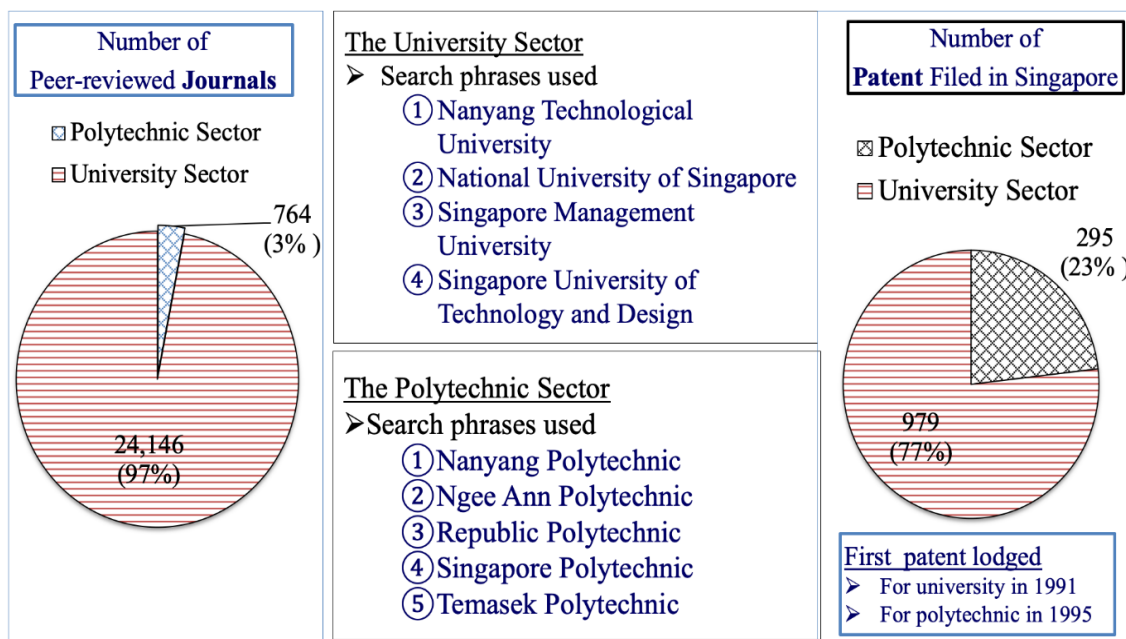 Number of
Peer-reviewed Journals
Polytechnic Sector
University Sector
764
(3% )
24,146
(97%)
The University Sector
➢ Search phrases used
① Nanyang Technological
University
② National University of Singapore
③ Singapore Management
University
④ Singapore University of
Technology and Design
The Polytechnic Sector
➢ Search phrases used
① Nanyang Polytechnic
② Ngee Ann Polytechnic
③ Republic Polytechnic
④ Singapore Polytechnic
⑤ Temasek Polytechnic
Number of
Patent Filed in Singapore
Polytechnic Sector
University Sector
295
(23% )
979
(77%)
First patent lodged
➢ For university in 1991
➢ For polytechnic in 1995